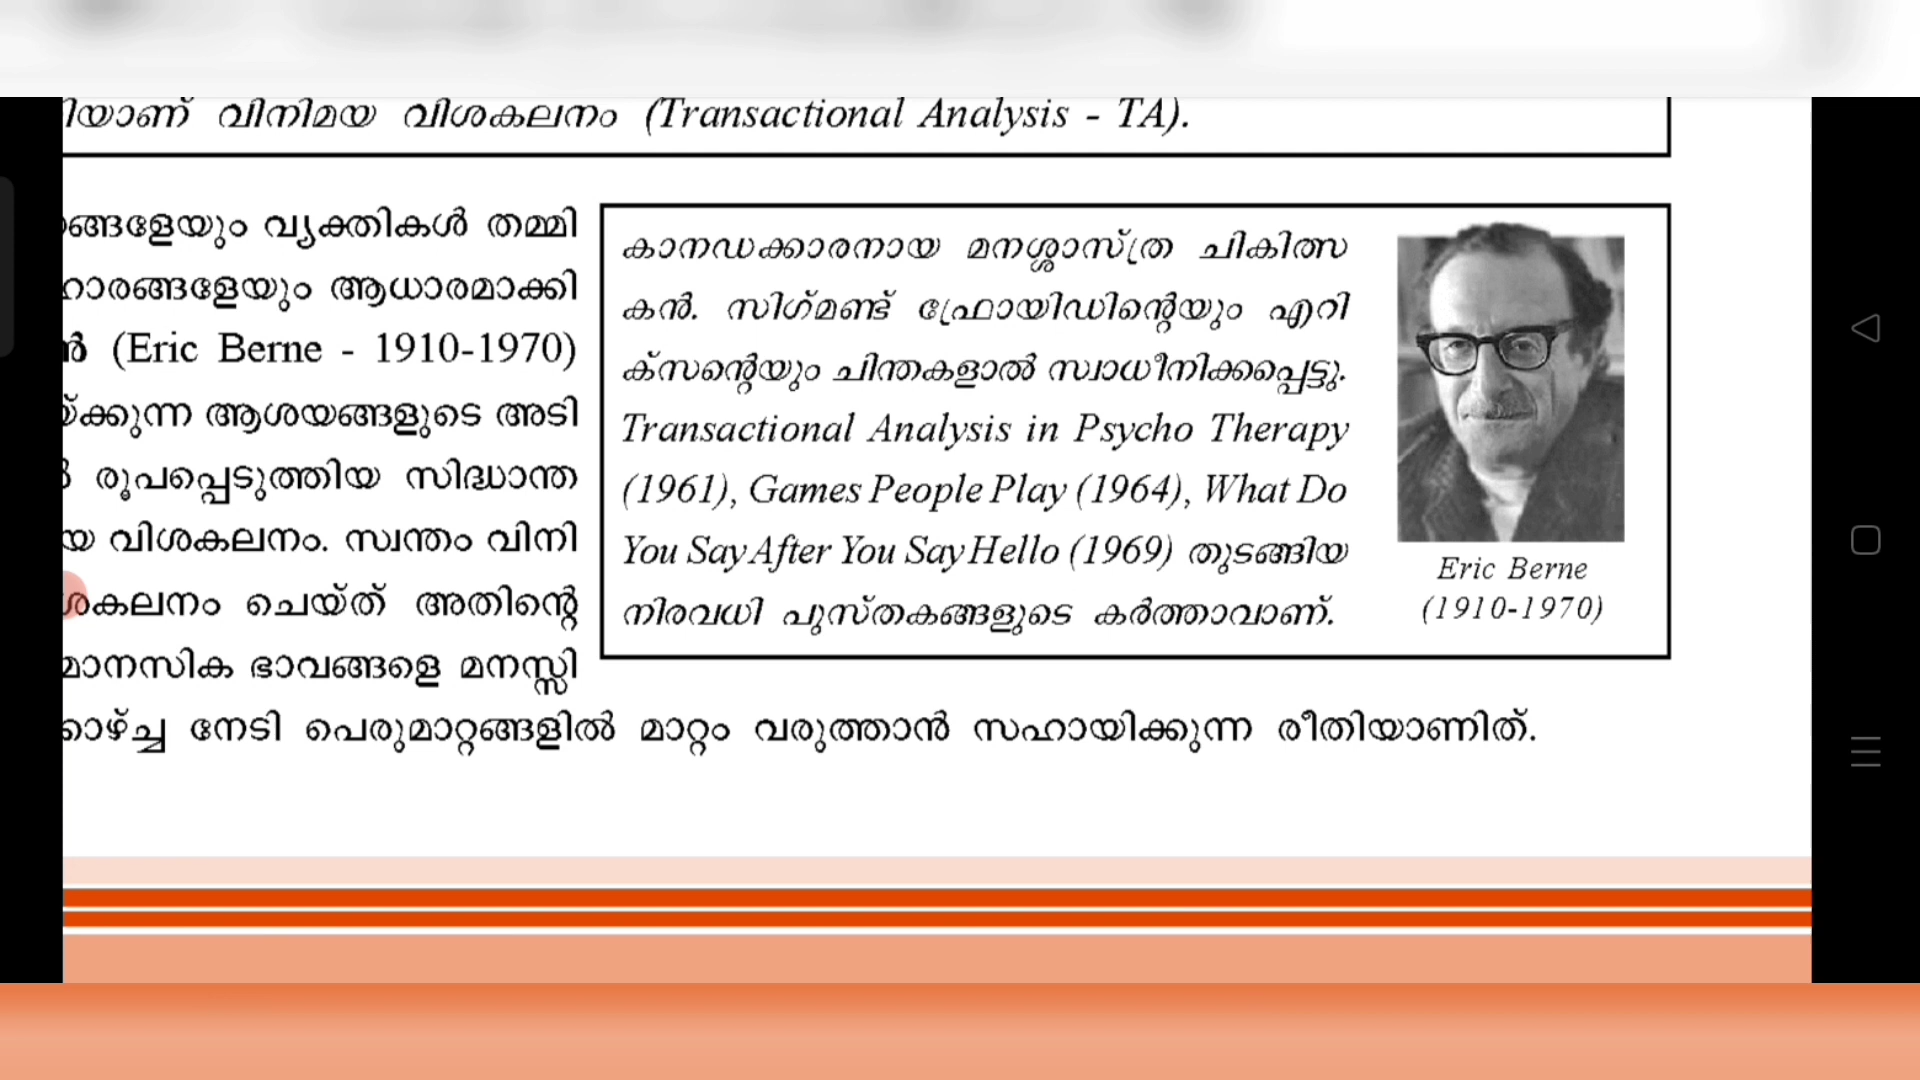 ിയാണ് വിനിമയ വിശകലനം (Transactional Analysis - TA).
ങ്ങളേയും വ്യക്തികൾ തമ്മി
ഹാരങ്ങളേയും ആധാരമാക്കി
ൻ (Eric Berne - 1910-1970)
യ്ക്കുന്ന ആശയങ്ങളുടെ അടി
രൂപപ്പെടുത്തിയ സിദ്ധാന്ത
യ വിശകലനം. സ്വന്തം വിനി
ശകലനം ചെയ്ത് അതിന്റെ
മാനസിക ഭാവങ്ങളെ മനസ്സി
കാഴ്ച്ച നേടി പെരുമാറ്റങ്ങളിൽ മാറ്റം വരുത്താൻ സഹായിക്കുന്ന രീതിയാണിത്.
കാനഡക്കാരനായ മനശ്ശാസ്ത്ര ചികിത്സ
കൻ. സിഗ്മണ്ട് ഫ്രോയിഡിന്റെയും എറി
ക്സന്റെയും ചിന്തകളാൽ സ്വാധീനിക്കപ്പെട്ടു.
Transactional Analysis in Psycho Therapy
(1961), Games People Play (1964), What Do
You Say After You Say Hello (1969) തുടങ്ങിയ
നിരവധി പുസ്തകങ്ങളുടെ കർത്താവാണ്.
Eric Berne
(1910-1970)